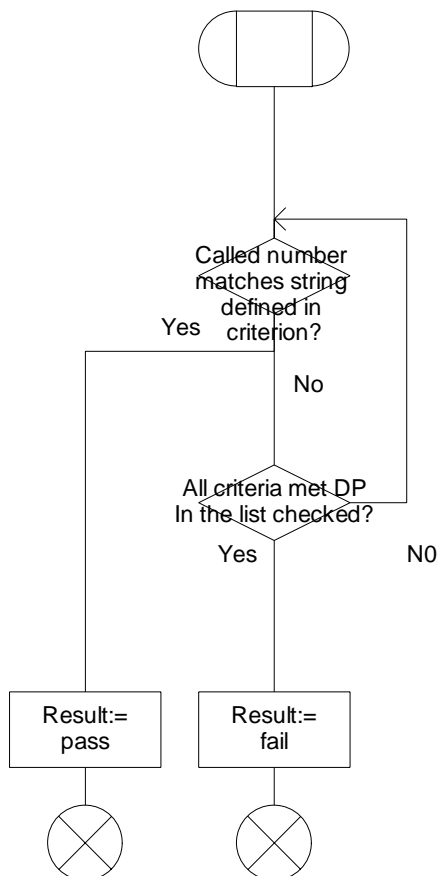 Called number
matches string
defined in
criterion?
Yes
No
All criteria met DP
In the list checked?
Yes
N0
Result:=
pass
Result:=
fail